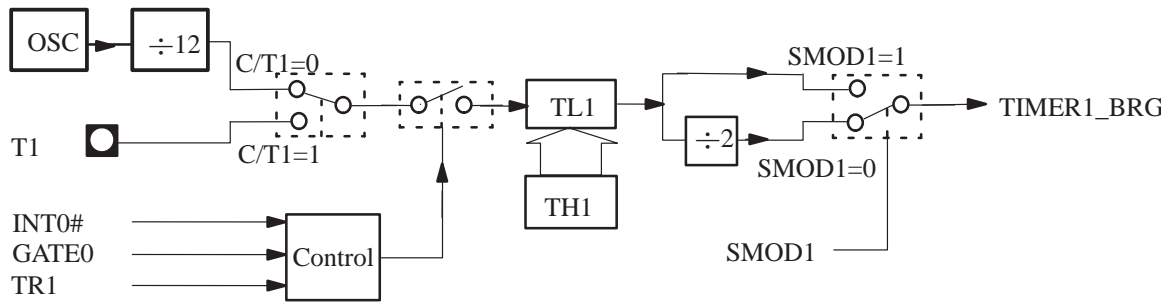 OSC
÷12
C/T1=0
T1
C/T1=1
TL1
TH1
÷2
SMOD1=1
SMOD1=0
TIMER1_BRG
INT0#
GATE0
TR1
Control
SMOD1